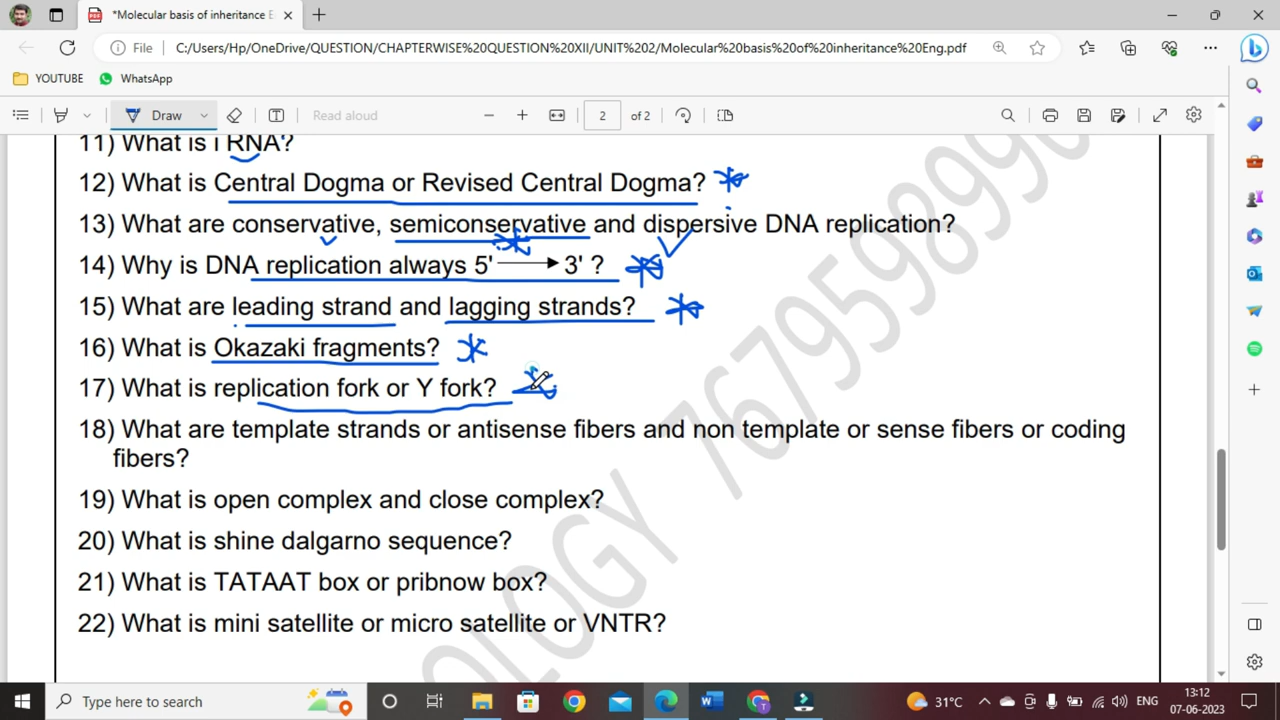 *Molecular basis of inheritance E
File
C:/Users/Hp/OneDrive/QUESTION/CHAPTERWISE%20QUESTION%20XII/UNIT%202/Molecular%20basis%20of%20inheritance%20Eng.pdf
YOUTUBE WhatsApp
Draw Read aloud 2 of 2
11) What is i RNA?
12) What is Central Dogma or Revised Central Dogma?
13) What are conservative, semiconservative and dispersive DNA replication?
14) Why is DNA replication always 5' → 3' ?
15) What are leading strand and lagging strands?
16) What is Okazaki fragments?
17) What is replication fork or Y fork?
18) What are template strands or antisense fibers and non template or sense fibers or coding
fibers?
19) What is open complex and close complex?
20) What is shine dalgarno sequence?
21) What is TATAAT box or pribnow box?
22) What is mini satellite or micro satellite or VNTR?
OLOGY 7679598990
Type here to search
31°C ENG 13:12
07-06-2023